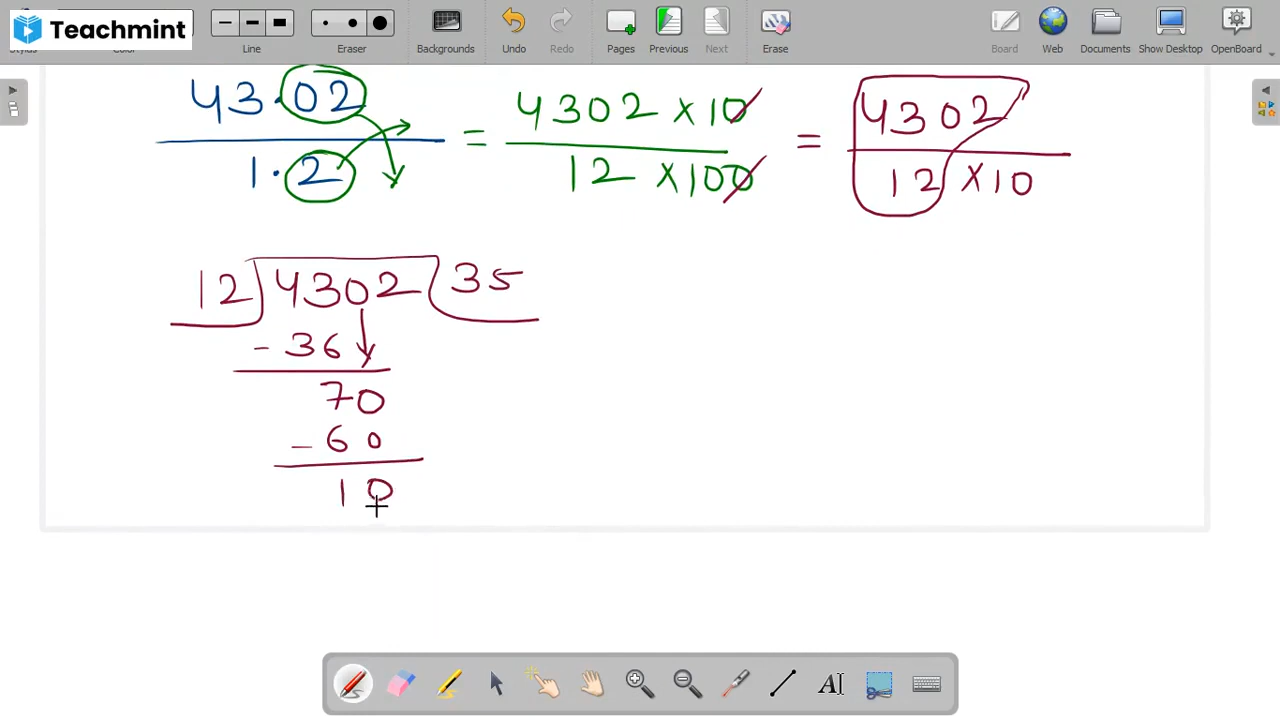 Teachmint
Line
Eraser
Backgrounds
Undo
Redo
Pages
Previous
Next
Erase
Board
Web
Documents
Show Desktop
OpenBoard
43.02 / 1.2 = 4302 × 10 / 12 × 100 = 4302 / 12 × 10
12 ) 4302 ( 35
- 36
70
- 60
10